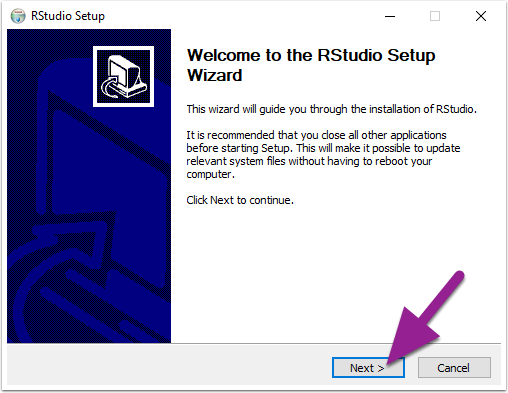 RStudio Setup
Welcome to the RStudio Setup
Wizard
This wizard will guide you through the installation of RStudio.
It is recommended that you close all other applications
before starting Setup. This will make it possible to update
relevant system files without having to reboot your
computer.
Click Next to continue.
Next >
Cancel